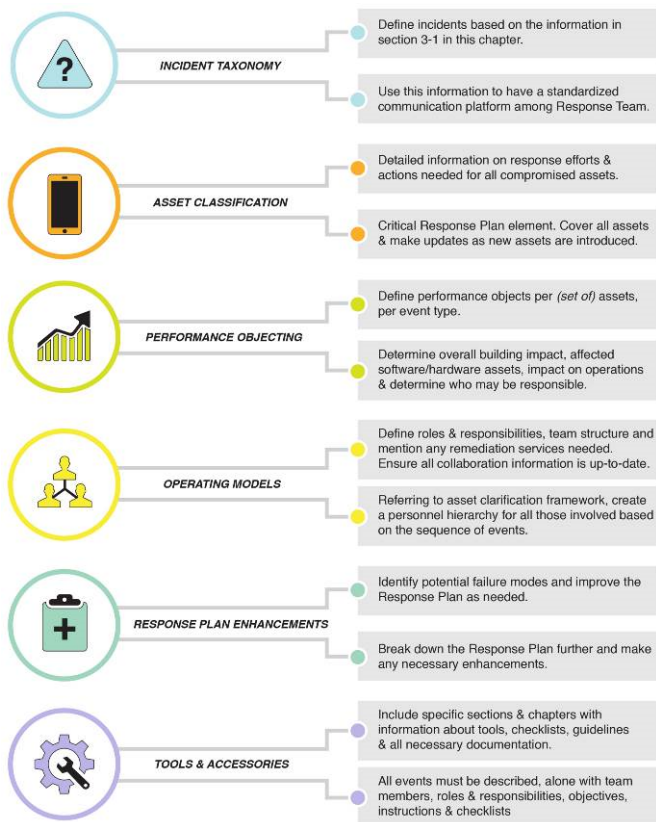 ?
INCIDENT TAXONOMY
Define incidents based on the information in
section 3-1 in this chapter.
Use this information to have a standardized
communication platform among Response Team.
ASSET CLASSIFICATION
Detailed information on response efforts &
actions needed for all compromised assets.
Critical Response Plan element. Cover all assets
& make updates as new assets are introduced.
PERFORMANCE OBJECTING
Define performance objects per (set of) assets,
per event type.
Determine overall building impact, affected
software/hardware assets, impact on operations
& determine who may be responsible.
OPERATING MODELS
Define roles & responsibilities, team structure and
mention any remediation services needed.
Ensure all collaboration information is up-to-date.
Referring to asset clarification framework, create
a personnel hierarchy for all those involved based
on the sequence of events.
RESPONSE PLAN ENHANCEMENTS
Identify potential failure modes and improve the
Response Plan as needed.
Break down the Response Plan further and make
any necessary enhancements.
TOOLS & ACCESSORIES
Include specific sections & chapters with
information about tools, checklists, guidelines
& all necessary documentation.
All events must be described, alone with team
members, roles & responsibilities, objectives,
instructions & checklists